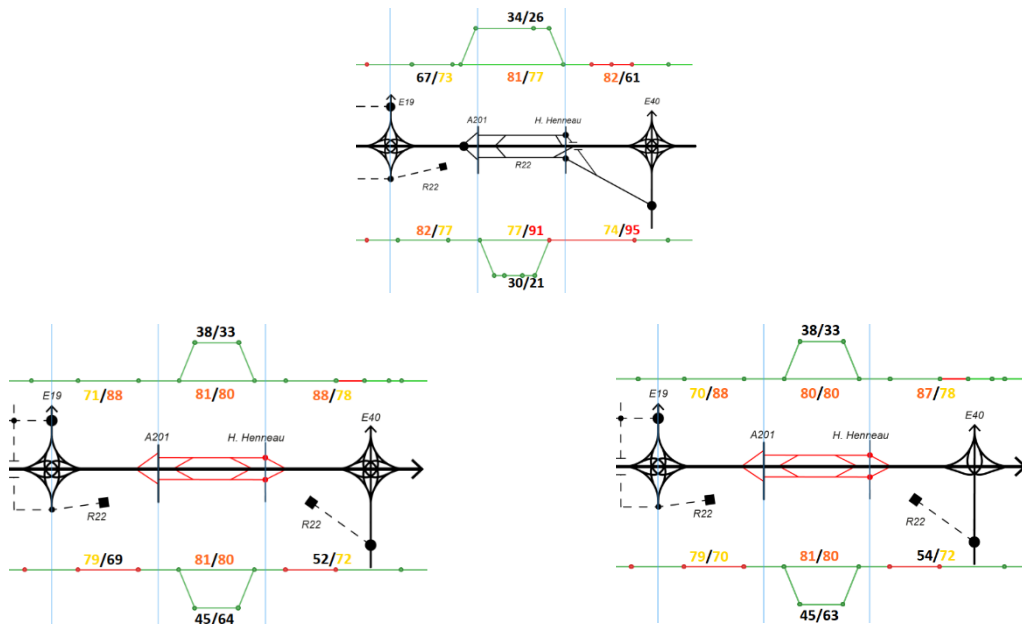 34/26
67/73 81/77 82/61
E19 E40
A201 H. Henneau
R22 R22
82/77 77/91 74/95
30/21
38/33
71/88 81/80 88/78
E19 E40
A201 H. Henneau
R22 R22
79/69 81/80 52/72
45/64
38/33
70/88 80/80 87/78
E19 E40
A201 H. Henneau
R22 R22
79/70 81/80 54/72
45/63